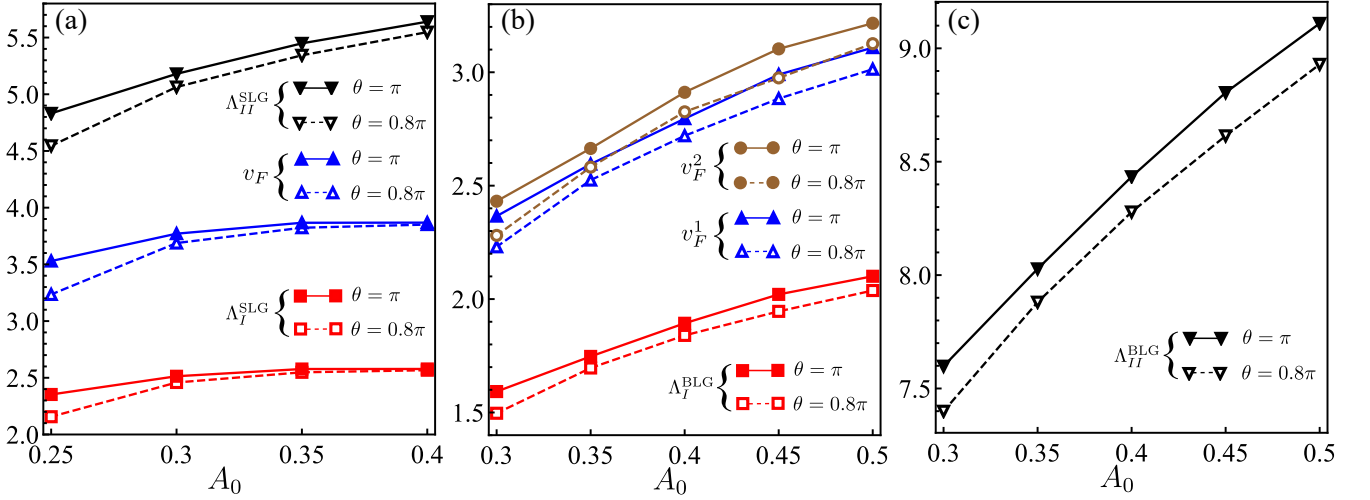 (a)
5.5
5.0
4.5
4.0
3.5
3.0
2.5
2.0
Λ_{II}^{SLG} { θ = π
θ = 0.8π
v_F { θ = π
θ = 0.8π
Λ_I^{SLG} { θ = π
θ = 0.8π
0.25 0.3 0.35 0.4
A_0
(b)
3.0
2.5
2.0
1.5
v_F^2 { θ = π
θ = 0.8π
v_F^1 { θ = π
θ = 0.8π
Λ_I^{BLG} { θ = π
θ = 0.8π
0.3 0.35 0.4 0.45 0.5
A_0
(c)
9.0
8.5
8.0
7.5
Λ_{II}^{BLG} { θ = π
θ = 0.8π
0.3 0.35 0.4 0.45 0.5
A_0